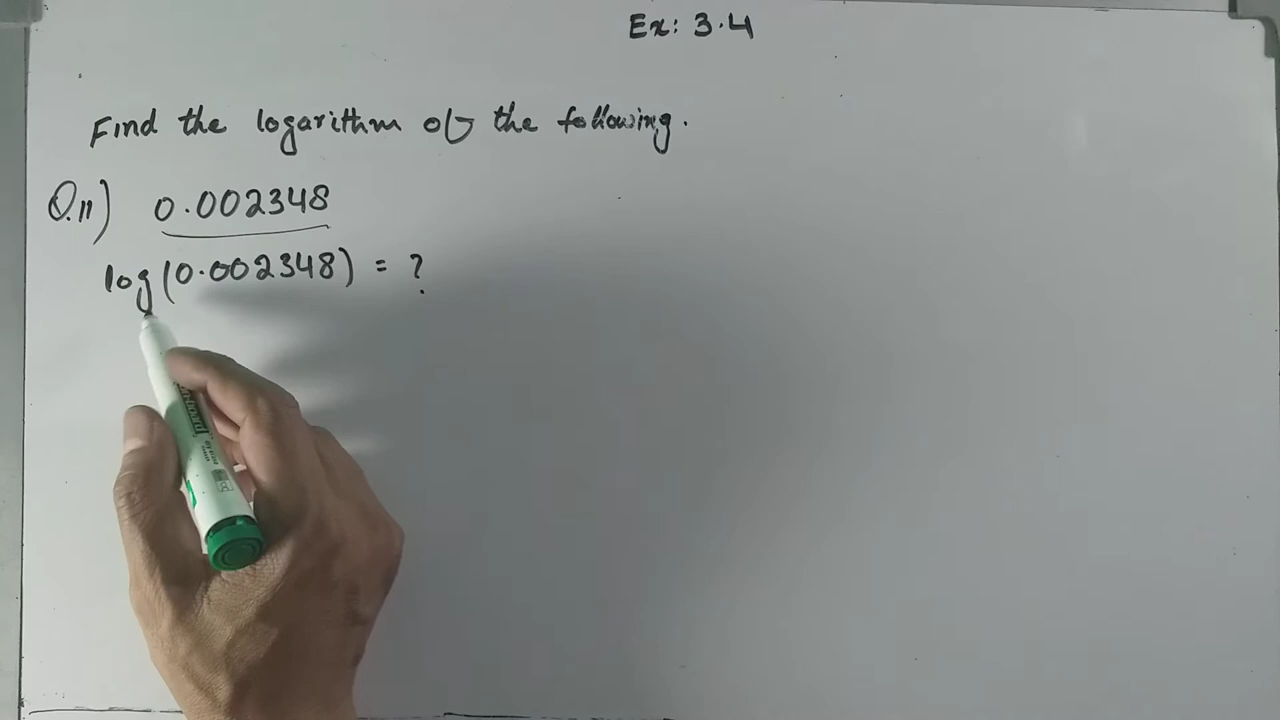 Ex: 3.4
Find the logarithm of the following.
Q.11) 0.002348
log(0.002348) = ?